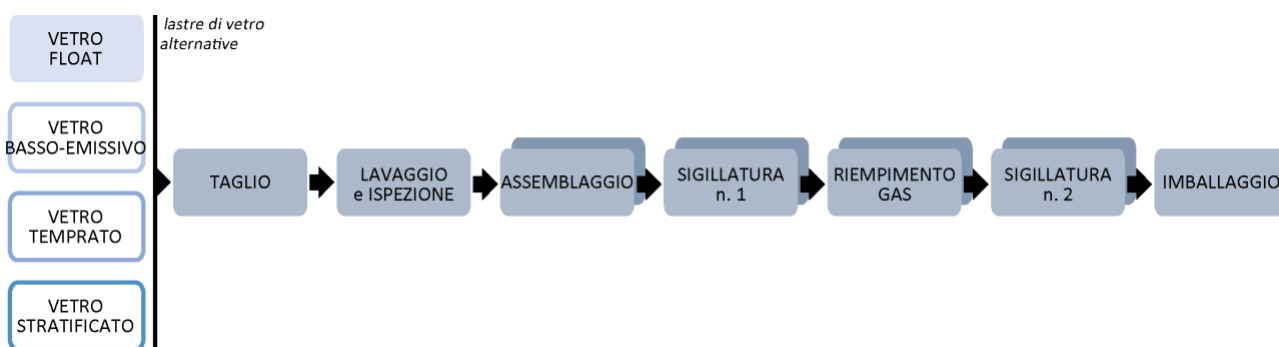 VETRO
FLOAT
lastre di vetro
alternative
VETRO
BASSO-EMISSIVO
VETRO
TEMPRATO
VETRO
STRATIFICATO
TAGLIO
LAVAGGIO
e ISPEZIONE
ASSEMBLAGGIO
SIGILLATURA
n. 1
RIEMPIMENTO
GAS
SIGILLATURA
n. 2
IMBALLAGGIO